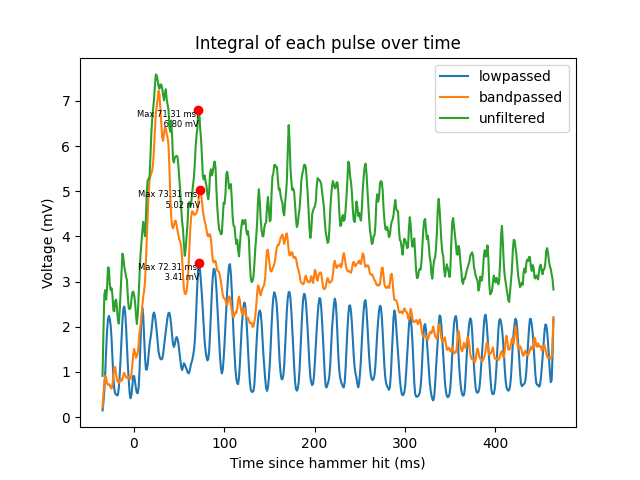 Integral of each pulse over time
lowpassed
bandpassed
unfiltered
Max 71.31 ms,
6.80 mV
Max 73.31 ms,
5.02 mV
Max 72.31 ms,
3.41 mV
Voltage (mV)
7
6
5
4
3
2
1
0
0
100
200
300
400
Time since hammer hit (ms)